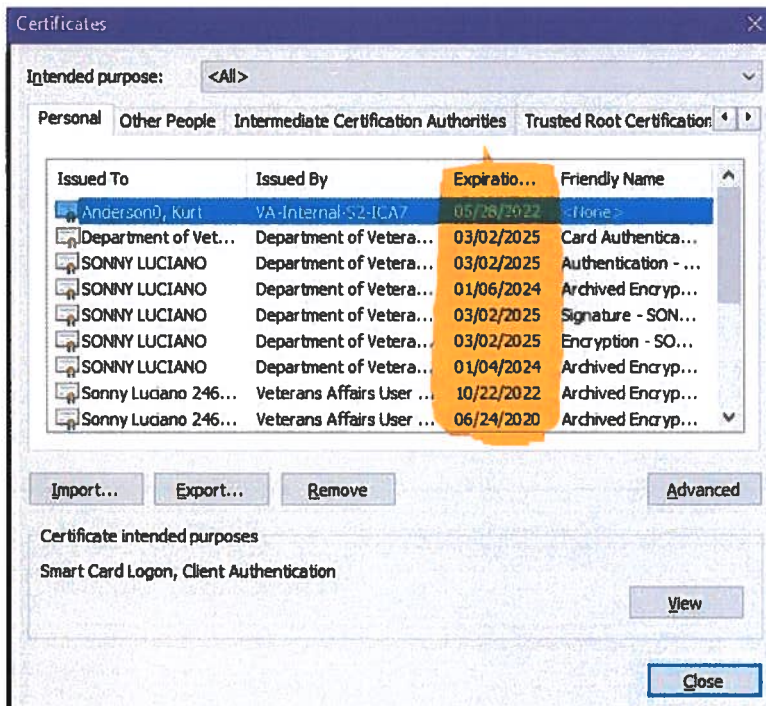 Certificates
Intended purpose: <All>
Personal Other People Intermediate Certification Authorities Trusted Root Certification
Issued To Issued By Expiratio... Friendly Name
Anderson0, Kurt VA-Internal-S2-ICA7 05/28/2022 <None>
Department of Vet... Department of Vetera... 03/02/2025 Card Authentica...
SONNY LUCIANO Department of Vetera... 03/02/2025 Authentication - ...
SONNY LUCIANO Department of Vetera... 01/06/2024 Archived Encryp...
SONNY LUCIANO Department of Vetera... 03/02/2025 Signature - SON...
SONNY LUCIANO Department of Vetera... 03/02/2025 Encryption - SO...
SONNY LUCIANO Department of Vetera... 01/04/2024 Archived Encryp...
Sonny Luciano 246... Veterans Affairs User ... 10/22/2022 Archived Encryp...
Sonny Luciano 246... Veterans Affairs User ... 06/24/2020 Archived Encryp...
Import... Export... Remove Advanced
Certificate intended purposes
Smart Card Logon, Client Authentication
View
Close